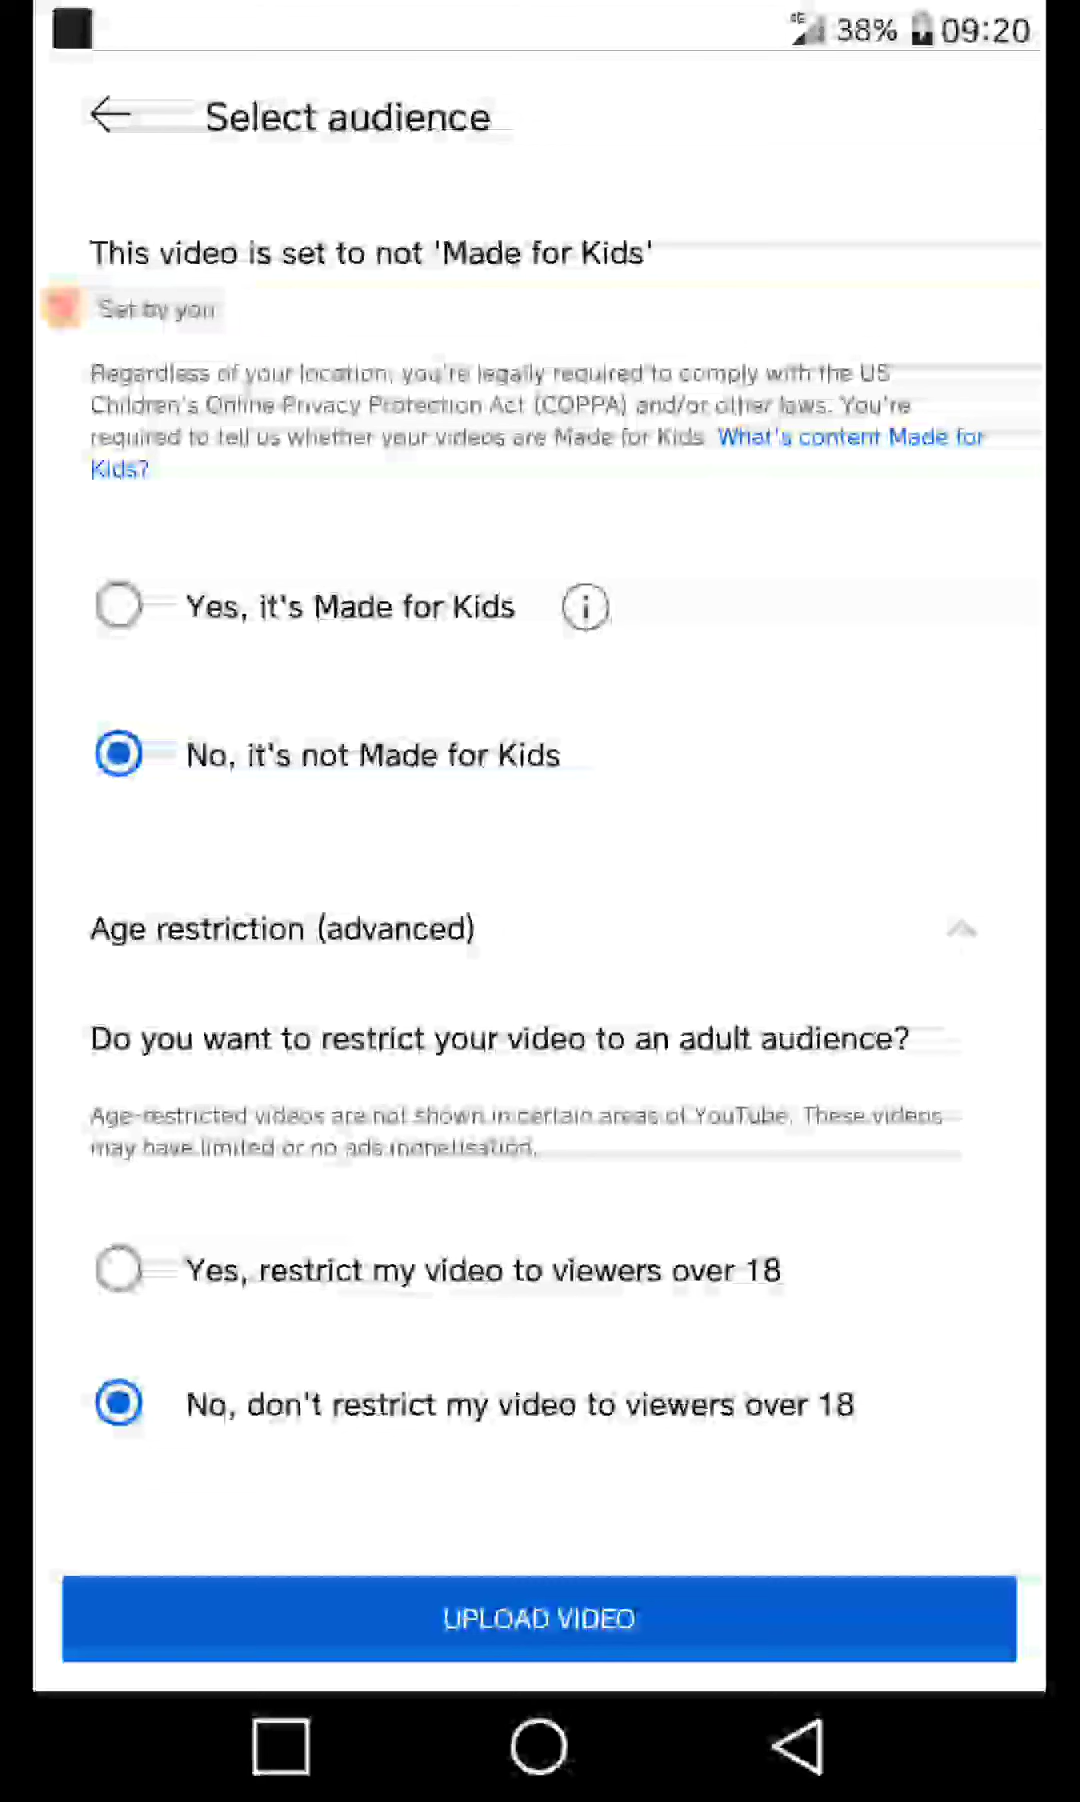 38% 09:20
Select audience
This video is set to not 'Made for Kids'
Set by you
Regardless of your location, you're legally required to comply with the US
Children's Online Privacy Protection Act (COPPA) and/or other laws. You're
required to tell us whether your videos are Made for Kids. What's content Made for
Kids?
Yes, it's Made for Kids
No, it's not Made for Kids
Age restriction (advanced)
Do you want to restrict your video to an adult audience?
Age-restricted videos are not shown in certain areas of YouTube. These videos
may have limited or no ads monetisation.
Yes, restrict my video to viewers over 18
No, don't restrict my video to viewers over 18
UPLOAD VIDEO